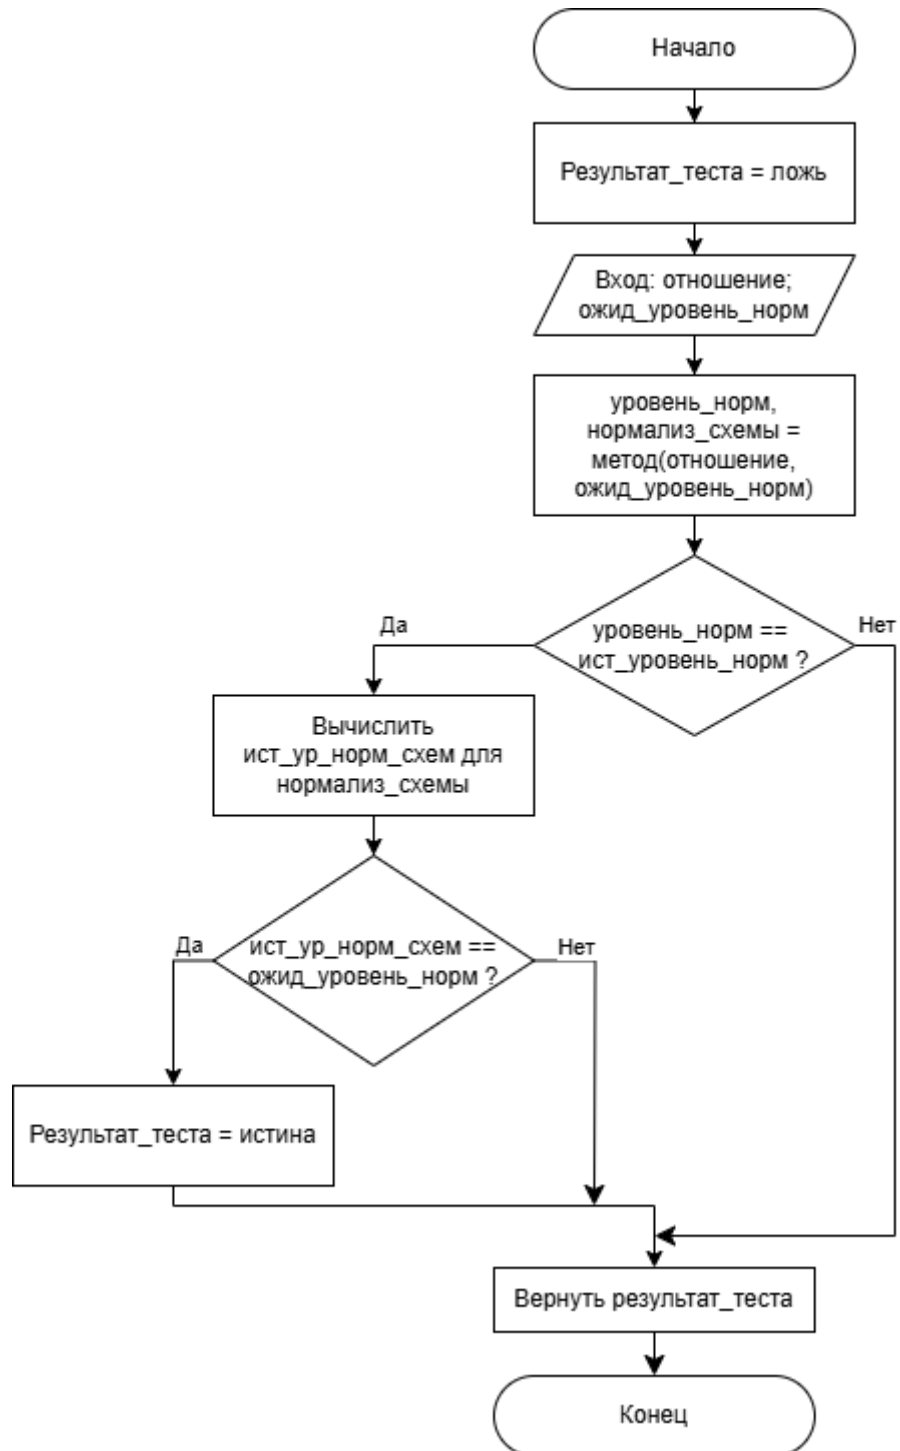 Начало
Результат_теста = ложь
Вход: отношение;
ожид_уровень_норм
уровень_норм,
нормализ_схемы =
метод(отношение,
ожид_уровень_норм)
Да
уровень_норм ==
ист_уровень_норм ?
Нет
Вычислить
ист_ур_норм_схем для
нормализ_схемы
Да
ист_ур_норм_схем ==
ожид_уровень_норм ?
Нет
Результат_теста = истина
Вернуть результат_теста
Конец